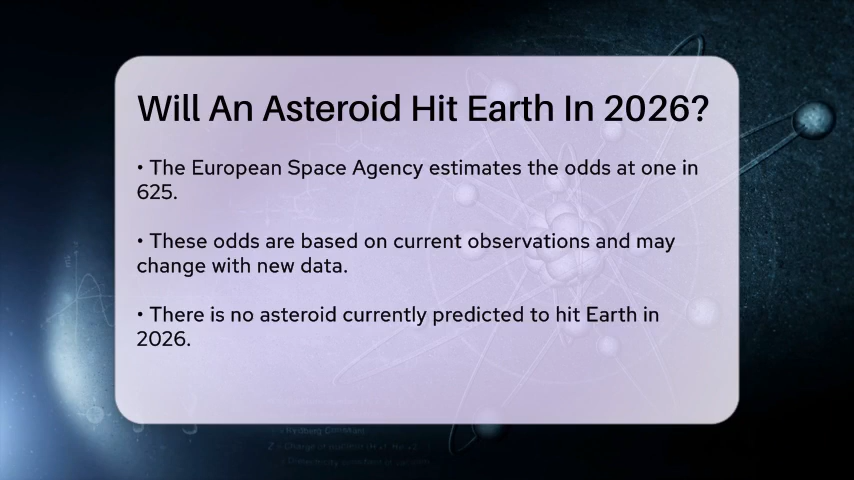 Will An Asteroid Hit Earth In 2026?
• The European Space Agency estimates the odds at one in
625.
• These odds are based on current observations and may
change with new data.
• There is no asteroid currently predicted to hit Earth in
2026.